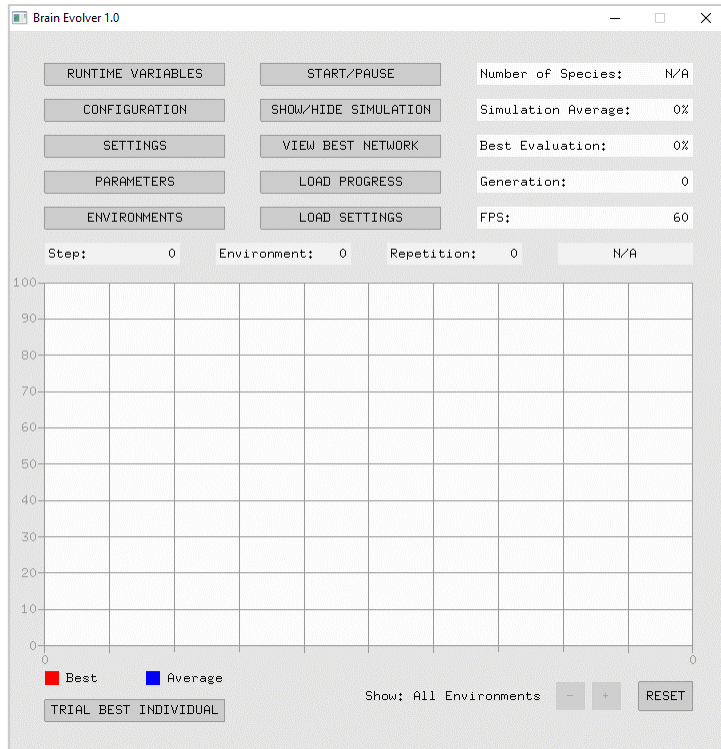 Brain Evolver 1.0
RUNTIME VARIABLES START/PAUSE Number of Species: N/A
CONFIGURATION SHOW/HIDE SIMULATION Simulation Average: 0%
SETTINGS VIEW BEST NETWORK Best Evaluation: 0%
PARAMETERS LOAD PROGRESS Generation: 0
ENVIRONMENTS LOAD SETTINGS FPS: 60
Step: 0 Environment: 0 Repetition: 0 N/A
100
90
80
70
60
50
40
30
20
10
0
0 0
Best Average
Show: All Environments - + RESET
TRIAL BEST INDIVIDUAL